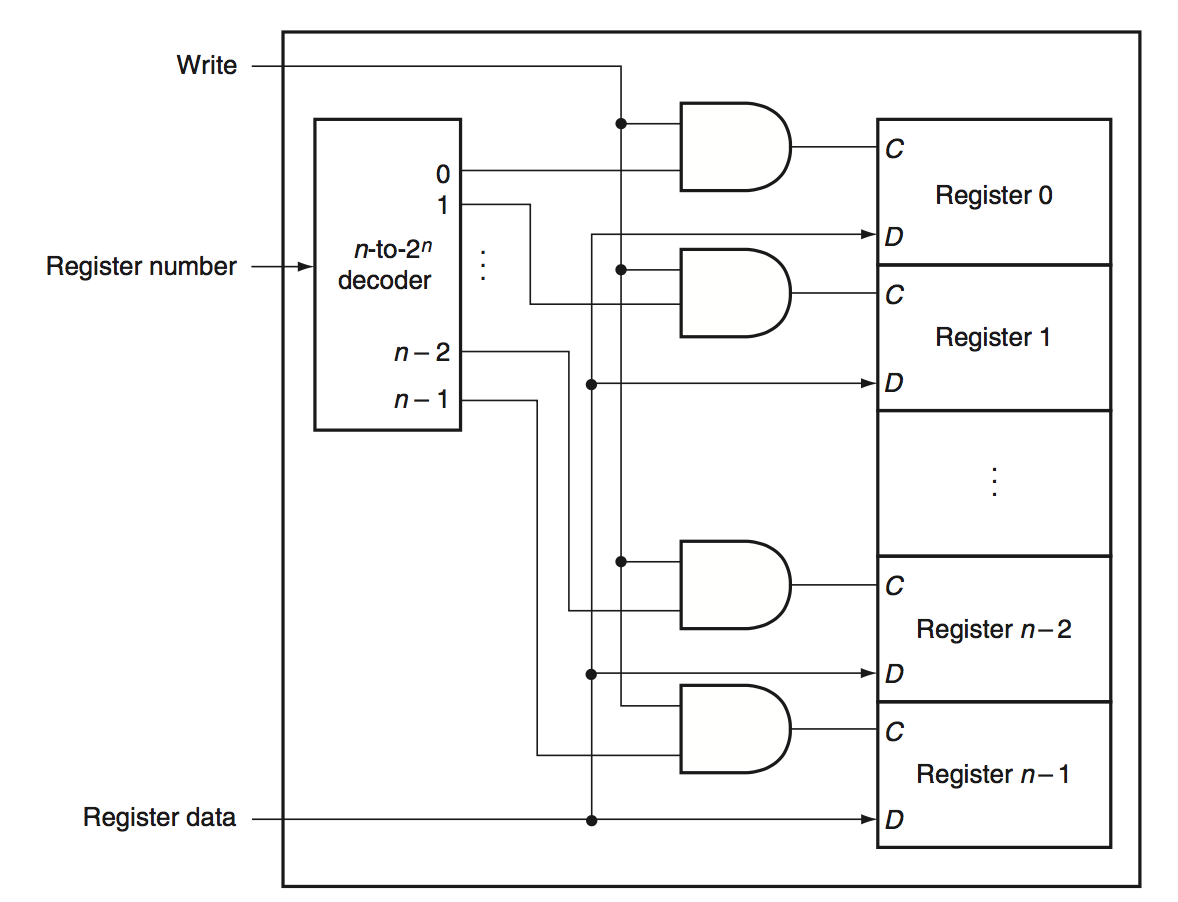 Write
C
0
Register 0
1
D
n-to-2ⁿ
decoder
⋮
Register number
C
Register 1
n – 2
D
n – 1
⋮
C
Register n – 2
D
C
Register n – 1
Register data
D